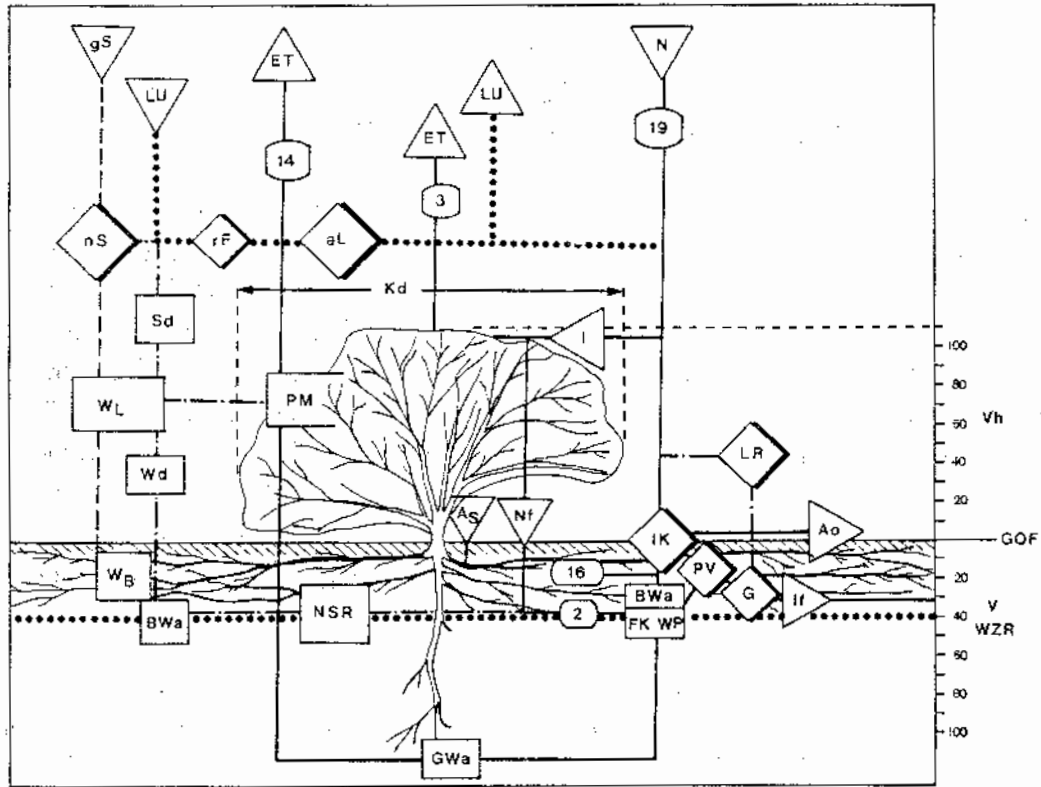 gS
ET
N
LU
LU
ET
19
14
3
nS
rF
aL
Kd
Sd
I
100
PM
80
WL
Vh
60
LR
Wd
40
20
AS
Nf
Ao
IK
GOF
PV
WB
16
20
BWa
G
If
NSR
BWa
2
FK WP
40
V
WZR
60
80
100
GWa